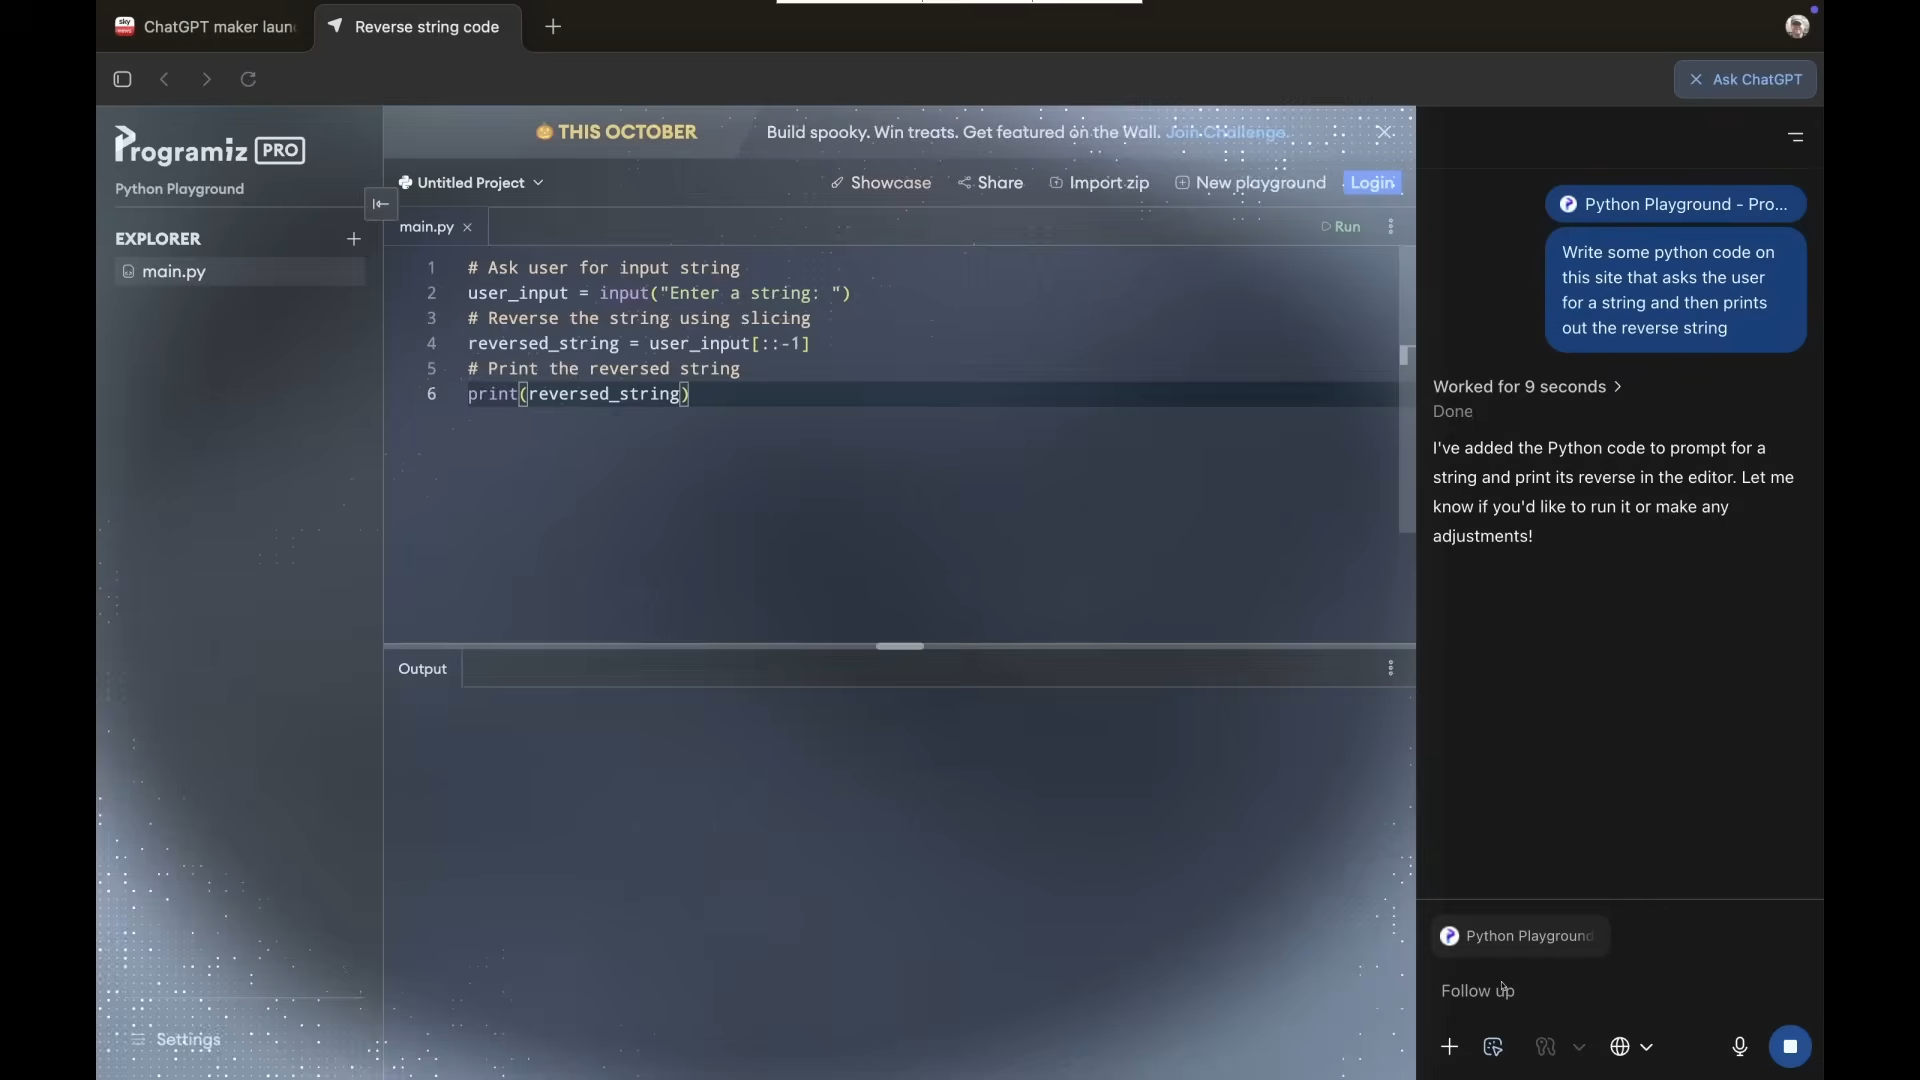 ChatGPT maker laun
Reverse string code
Ask ChatGPT
Programiz PRO
Python Playground
EXPLORER
main.py
Settings
THIS OCTOBER
Build spooky. Win treats. Get featured on the Wall. Join Challenge.
Untitled Project
Showcase
Share
Import zip
New playground
Login
main.py
Run
1 # Ask user for input string
2 user_input = input("Enter a string: ")
3 # Reverse the string using slicing
4 reversed_string = user_input[::-1]
5 # Print the reversed string
6 print(reversed_string)
Output
Python Playground - Pro...
Write some python code on
this site that asks the user
for a string and then prints
out the reverse string
Worked for 9 seconds
Done
I've added the Python code to prompt for a
string and print its reverse in the editor. Let me
know if you'd like to run it or make any
adjustments!
Python Playground
Follow up